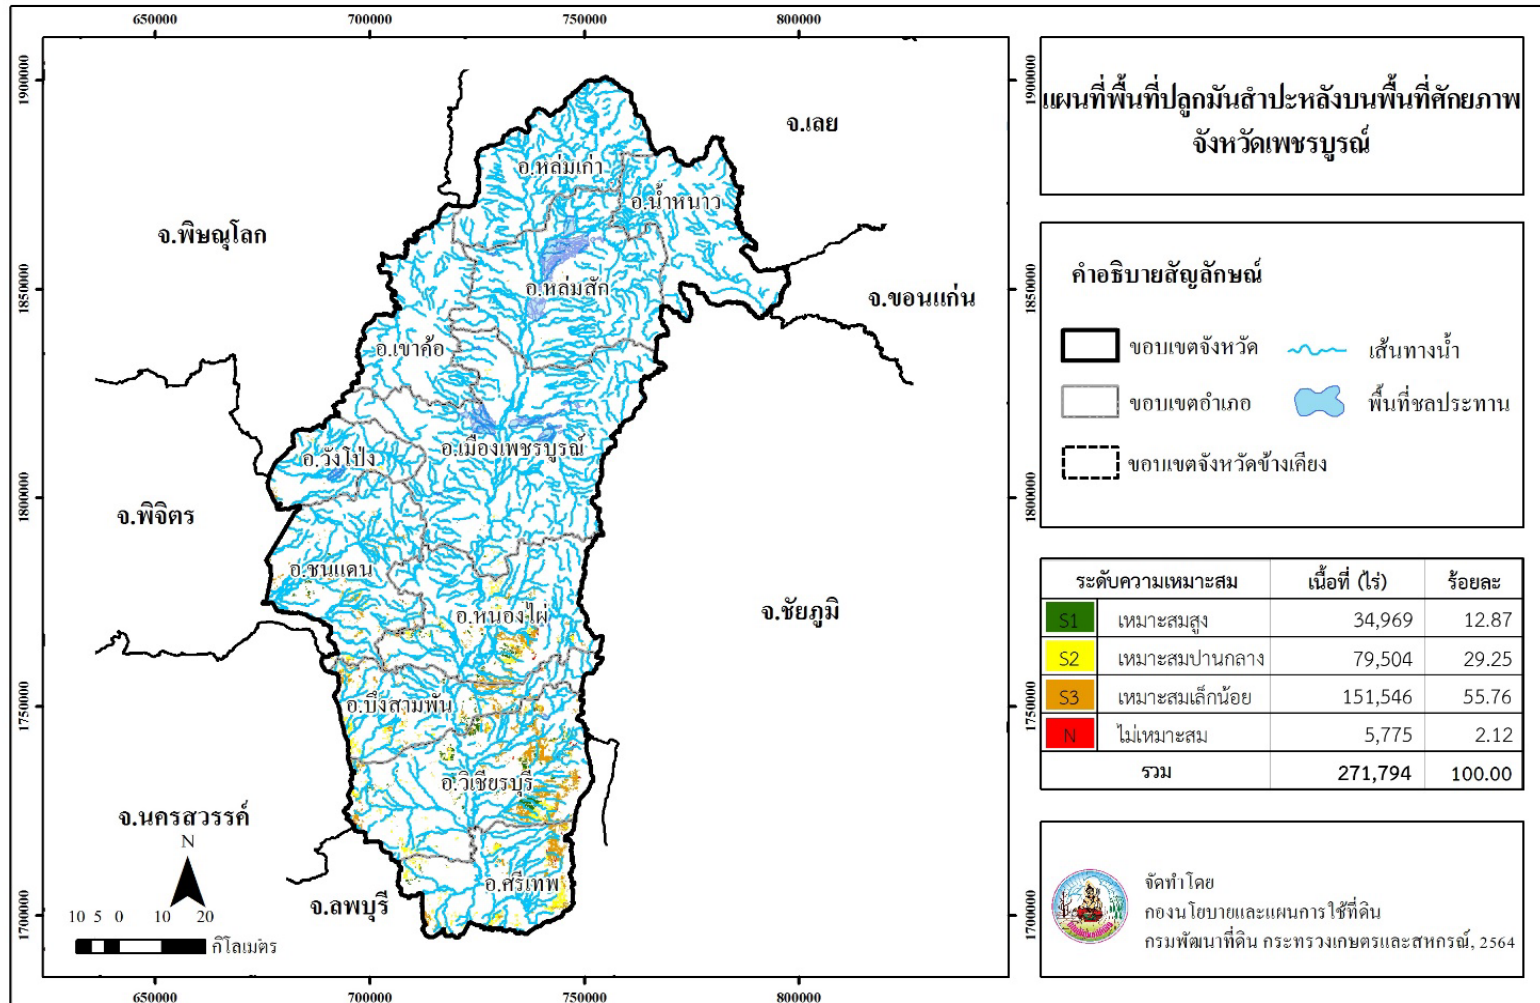 650000 700000 750000 800000
1900000
1850000
1800000
1750000
1700000
1900000
1850000
1800000
1750000
1700000
จ.เลย
จ.พิษณุโลก
จ.ขอนแก่น
จ.พิจิตร
จ.ชัยภูมิ
จ.นครสวรรค์
จ.ลพบุรี
อ.หล่มเก่า
อ.น้ำหนาว
อ.หล่มสัก
อ.เขาค้อ
อ.เมืองเพชรบูรณ์
อ.วังโป่ง
อ.ชนแดน
อ.หนองไผ่
อ.บึงสามพัน
อ.วิเชียรบุรี
อ.ศรีเทพ
N
10 5 0 10 20
กิโลเมตร
650000 700000 750000 800000
แผนที่พื้นที่ปลูกมันสำปะหลังบนพื้นที่ศักยภาพ
จังหวัดเพชรบูรณ์
คำอธิบายสัญลักษณ์
ขอบเขตจังหวัด เส้นทางน้ำ
ขอบเขตอำเภอ พื้นที่ชลประทาน
ขอบเขตจังหวัดข้างเคียง
ระดับความเหมาะสม เนื้อที่ (ไร่) ร้อยละ
S1 เหมาะสมสูง 34,969 12.87
S2 เหมาะสมปานกลาง 79,504 29.25
S3 เหมาะสมเล็กน้อย 151,546 55.76
N ไม่เหมาะสม 5,775 2.12
รวม 271,794 100.00
จัดทำโดย
กองนโยบายและแผนการใช้ที่ดิน
กรมพัฒนาที่ดิน กระทรวงเกษตรและสหกรณ์, 2564